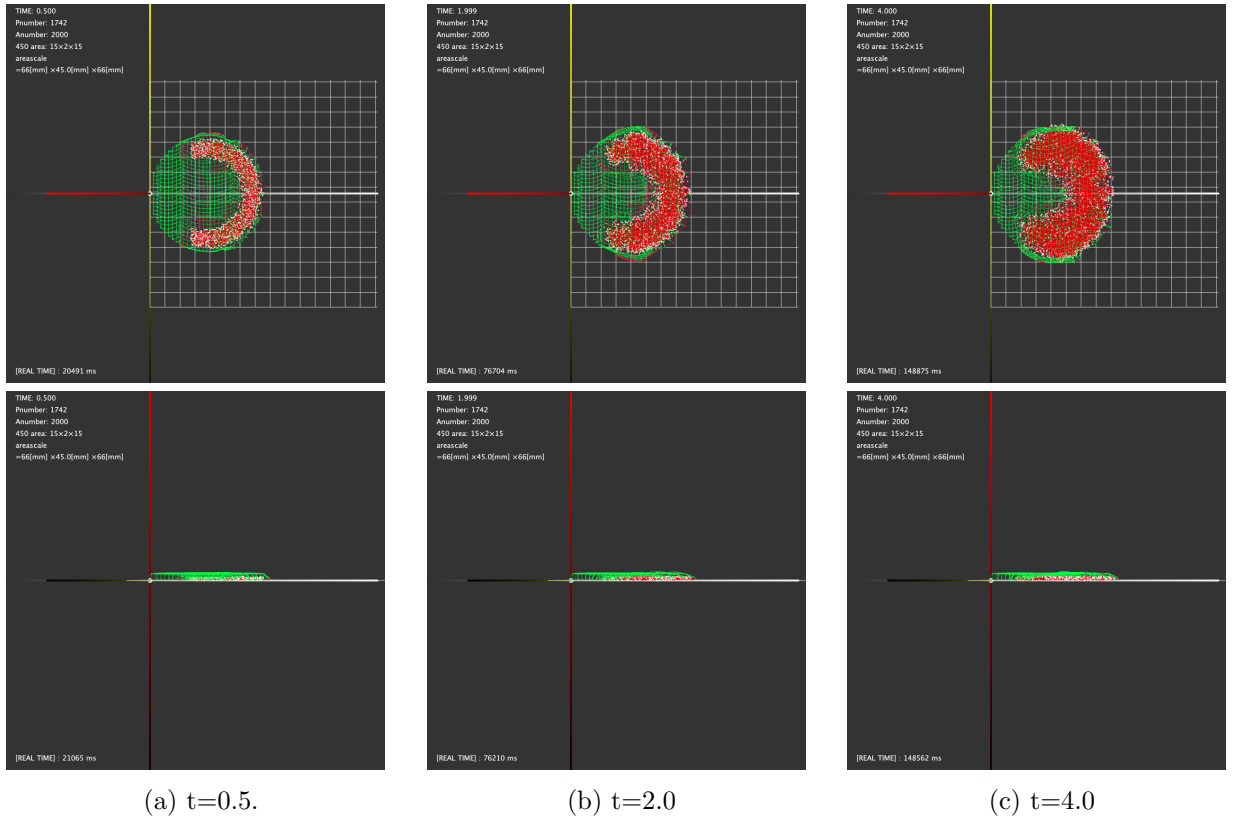 TIME: 0.500
Pnumber: 1742
Anumber: 2000
450 area: 15×2×15
areascale
=66[mm] ×45.0[mm] ×66[mm]
[REAL TIME] : 20491 ms
TIME: 1.999
Pnumber: 1742
Anumber: 2000
450 area: 15×2×15
areascale
=66[mm] ×45.0[mm] ×66[mm]
[REAL TIME] : 76704 ms
TIME: 4.000
Pnumber: 1742
Anumber: 2000
450 area: 15×2×15
areascale
=66[mm] ×45.0[mm] ×66[mm]
[REAL TIME] : 148875 ms
TIME: 0.500
Pnumber: 1742
Anumber: 2000
450 area: 15×2×15
areascale
=66[mm] ×45.0[mm] ×66[mm]
[REAL TIME] : 21065 ms
TIME: 1.999
Pnumber: 1742
Anumber: 2000
450 area: 15×2×15
areascale
=66[mm] ×45.0[mm] ×66[mm]
[REAL TIME] : 76210 ms
TIME: 4.000
Pnumber: 1742
Anumber: 2000
450 area: 15×2×15
areascale
=66[mm] ×45.0[mm] ×66[mm]
[REAL TIME] : 148562 ms
(a) t=0.5.
(b) t=2.0
(c) t=4.0